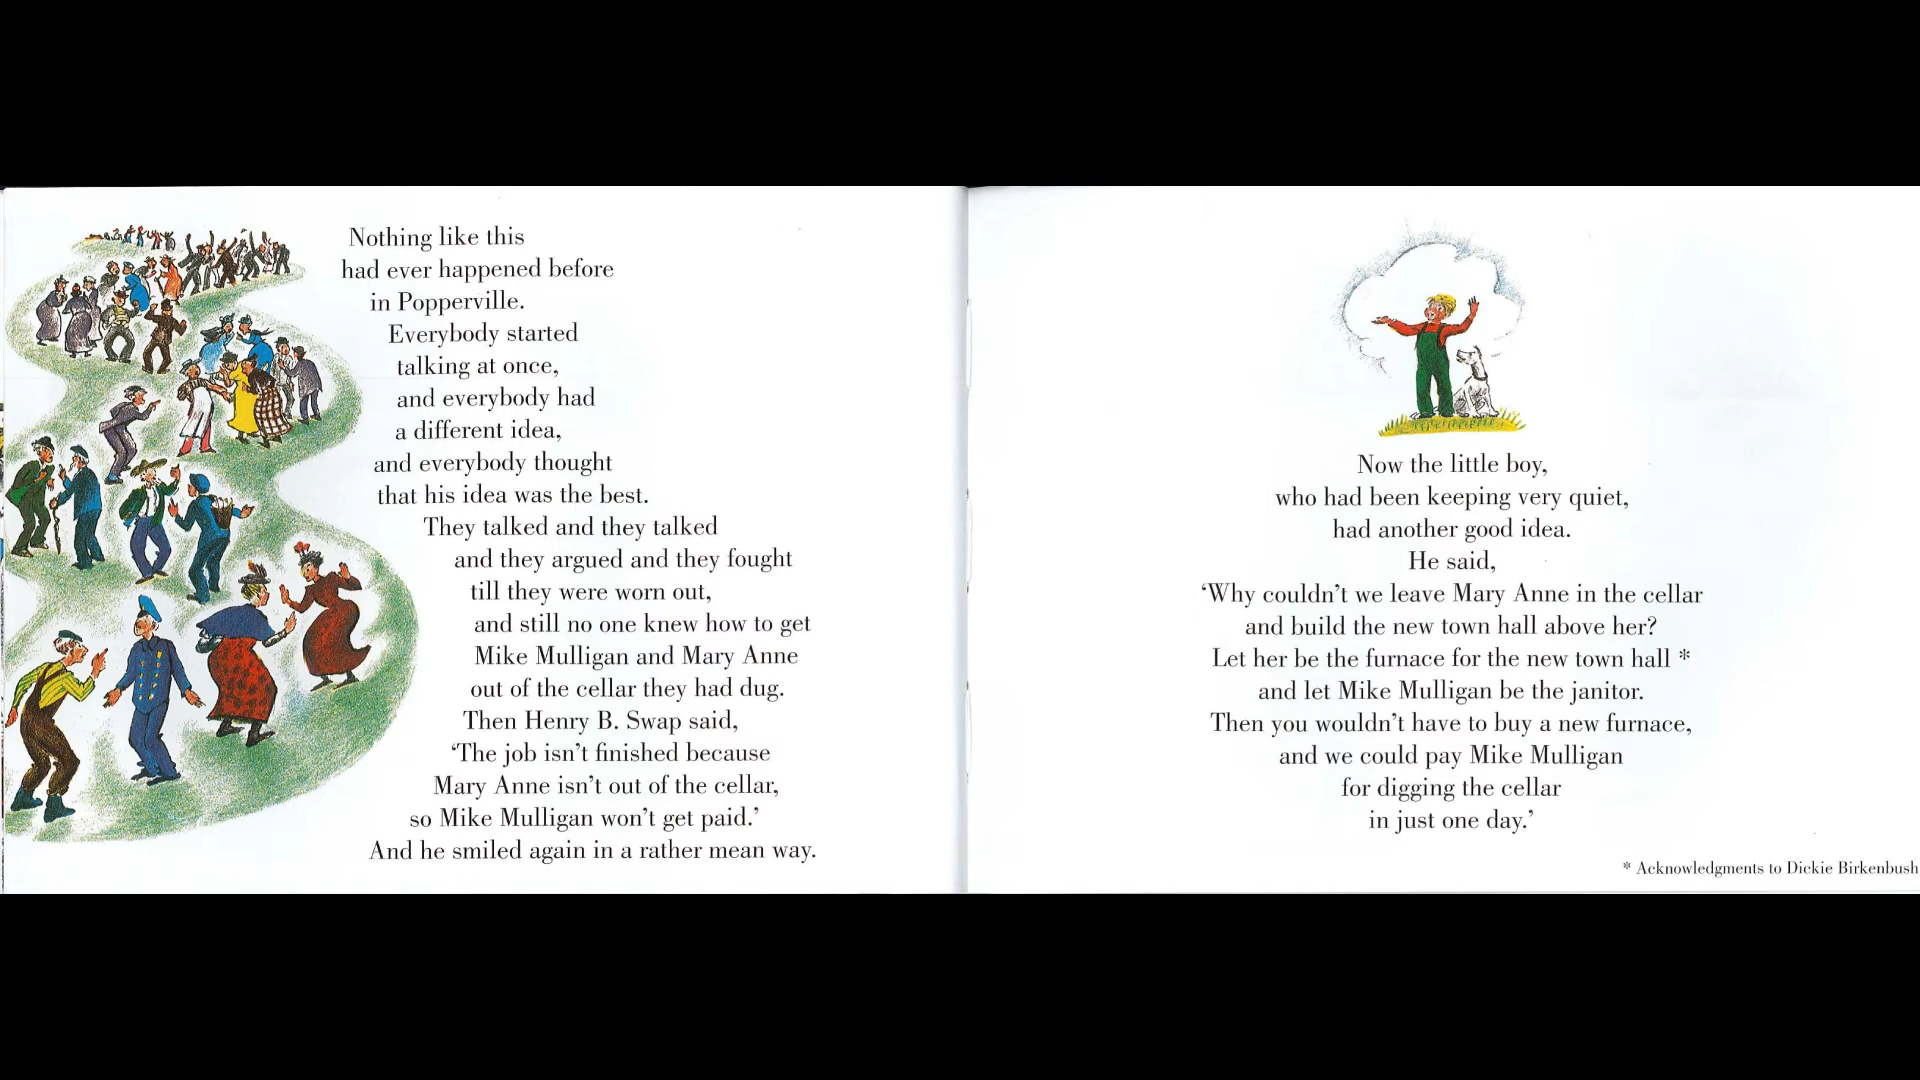 Nothing like this
had ever happened before
in Popperville.
Everybody started
talking at once,
and everybody had
a different idea,
and everybody thought
that his idea was the best.
They talked and they talked
and they argued and they fought
till they were worn out,
and still no one knew how to get
Mike Mulligan and Mary Anne
out of the cellar they had dug.
Then Henry B. Swap said,
‘The job isn’t finished because
Mary Anne isn’t out of the cellar,
so Mike Mulligan won’t get paid.’
And he smiled again in a rather mean way.
Now the little boy,
who had been keeping very quiet,
had another good idea.
He said,
‘Why couldn’t we leave Mary Anne in the cellar
and build the new town hall above her?
Let her be the furnace for the new town hall *
and let Mike Mulligan be the janitor.
Then you wouldn’t have to buy a new furnace,
and we could pay Mike Mulligan
for digging the cellar
in just one day.’
* Acknowledgments to Dickie Birkenbush